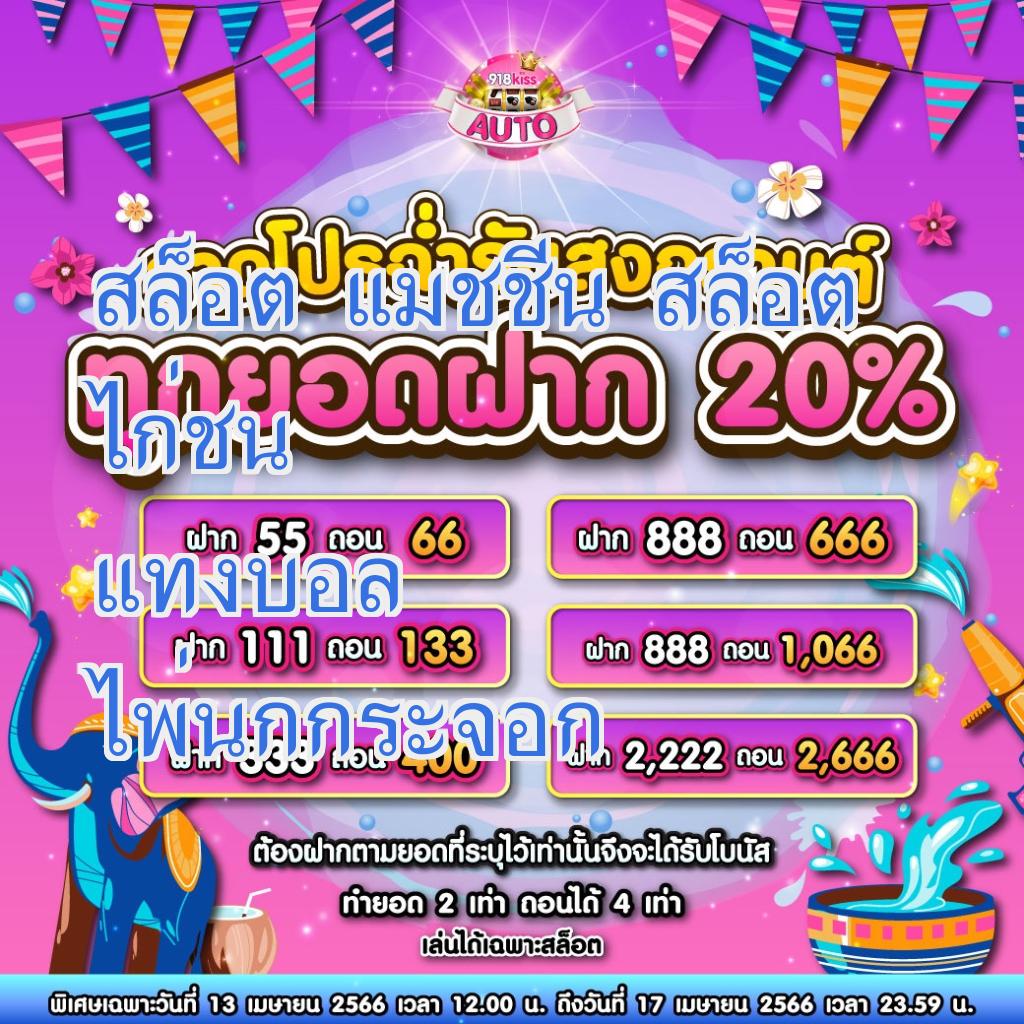 918kiss
AUTO
สล็อต แมชชีน สล็อต
ยอดฝาก 20%
ไก่ชน
ฝาก 55 ถอน 66
ฝาก 888 ถอน 666
แทงบอล
ฝาก 111 ถอน 133
ฝาก 888 ถอน 1,066
ไพ่นกกระจอก
ฝาก 2,222 ถอน 2,666
ต้องฝากตามยอดที่ระบุไว้เท่านั้นจึงจะได้รับโบนัส
ทำยอด 2 เท่า ถอนได้ 4 เท่า
เล่นได้เฉพาะสล็อต
พิเศษเฉพาะวันที่ 13 เมษายน 2566 เวลา 12.00 น. ถึงวันที่ 17 เมษายน 2566 เวลา 23.59 น.